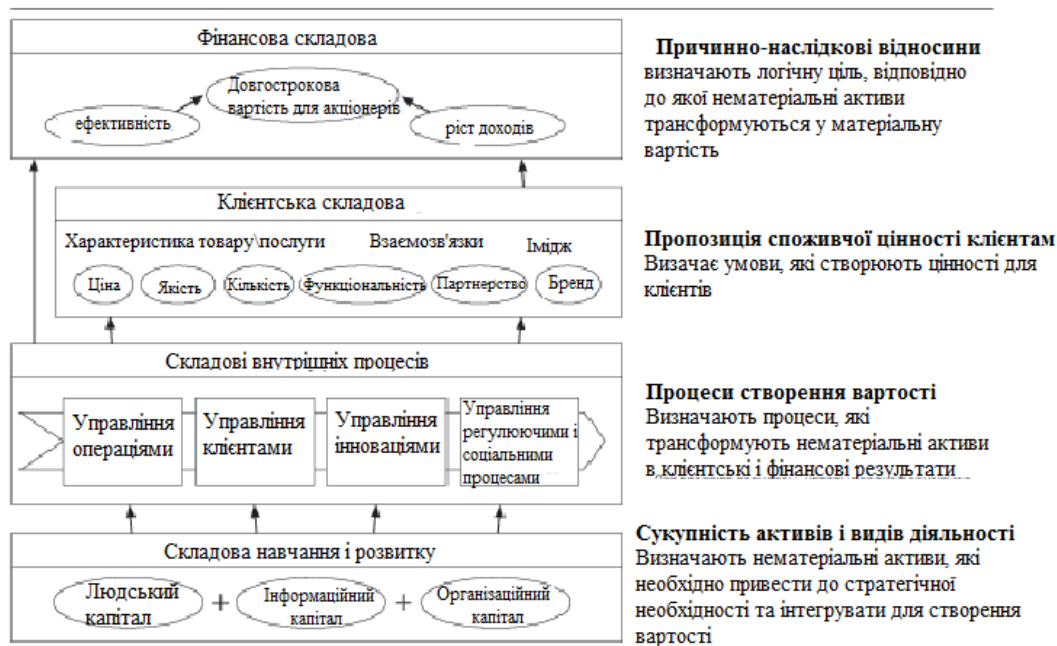 Фінансова складова
Довгострокова
вартість для акціонерів
ефективність
ріст доходів
Причинно-наслідкові відносини
визначають логічну ціль, відповідно
до якої нематеріальні активи
трансформуються у матеріальну
вартість
Клієнтська складова
Характеристика товару\послуги Взаємозв'язки Імідж
Ціна Якість Кількість Функціональність Партнерство Бренд
Пропозиція споживчої цінності клієнтам
Визачає умови, які створюють цінності для
клієнтів
Складові внутрішніх процесів
Управління
операціями
Управління
клієнтами
Управління
інноваціями
Управління
регулюючими і
соціальними
процесами
Процеси створення вартості
Визначають процеси, які
трансформують нематеріальні активи
в клієнтські і фінансові результати
Складова навчання і розвитку
Людський
капітал
+
Інформаційний
капітал
+
Організаційний
капітал
Сукупність активів і видів діяльності
Визначають нематеріальні активи, які
необхідно привести до стратегічної
необхідності та інтегрувати для створення
вартості